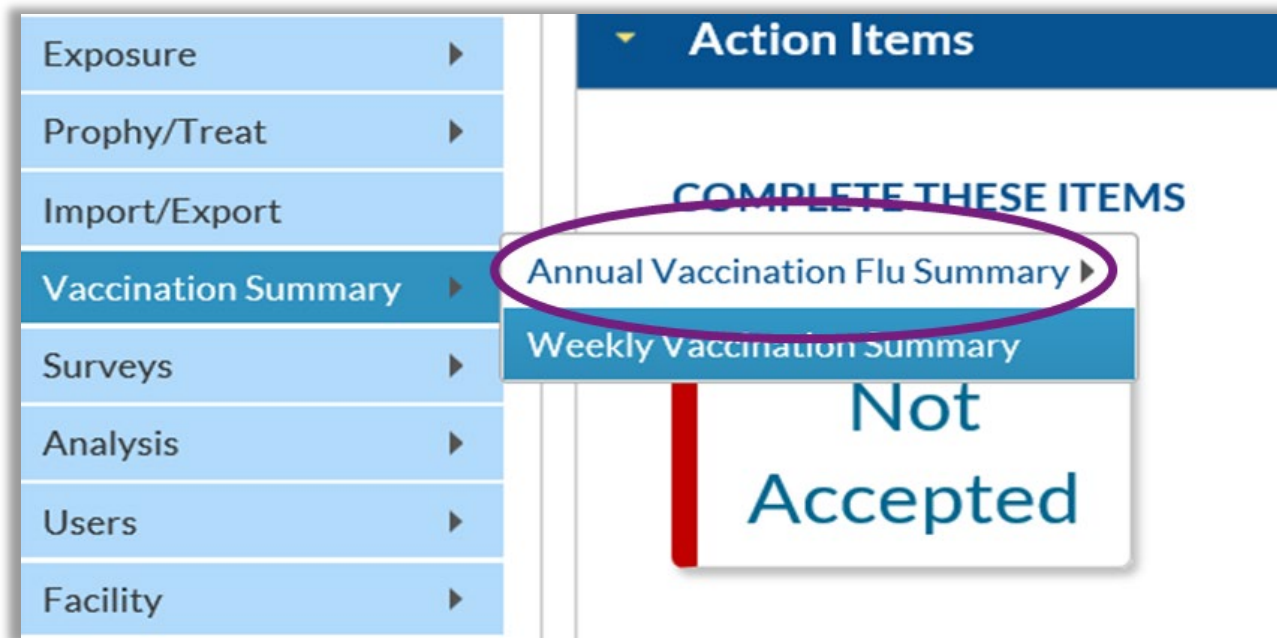 Exposure
Prophy/Treat
Import/Export
Vaccination Summary
Surveys
Analysis
Users
Facility
Action Items
COMPLETE THESE ITEMS
Annual Vaccination Flu Summary
Weekly Vaccination Summary
Not
Accepted